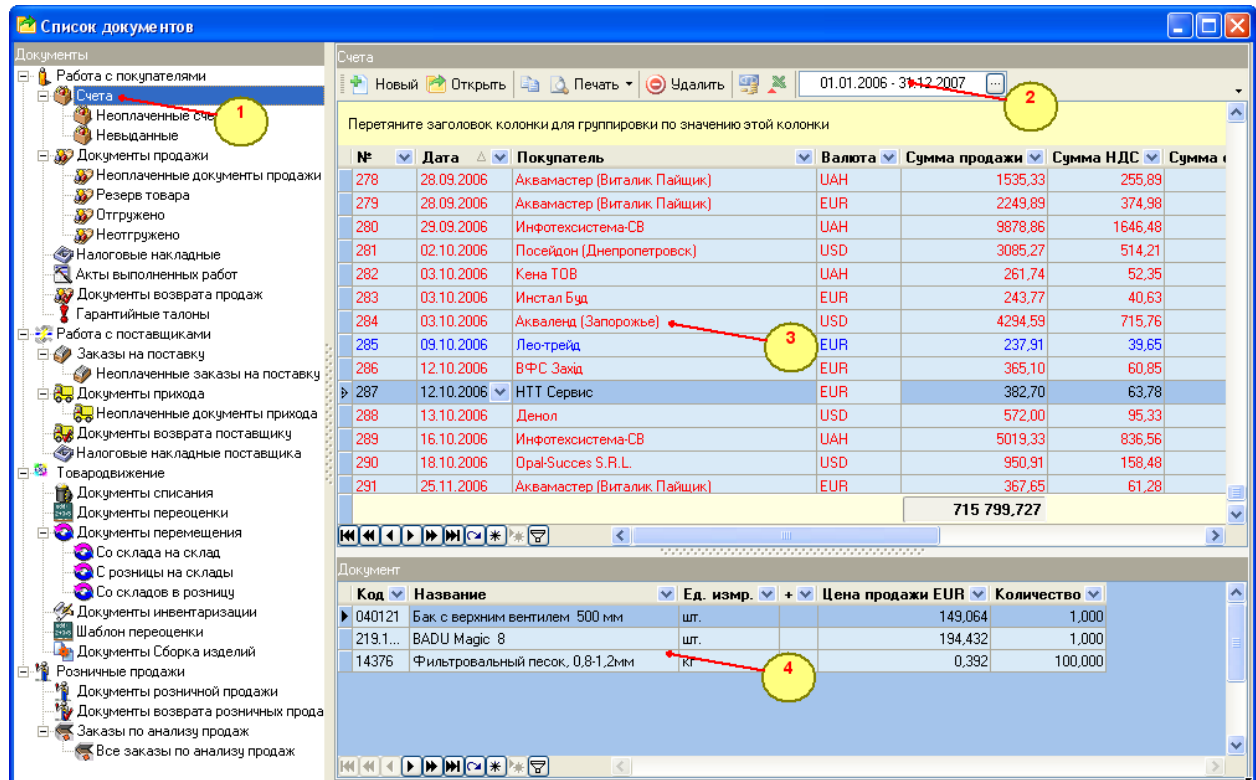 Список документов
Документы
Работа с покупателями
Счета
1
Неоплаченные сче
Невыданные
Документы продажи
Неоплаченные документы продажи
Резерв товара
Отгружено
Неотгружено
Налоговые накладные
Акты выполненных работ
Документы возврата продаж
Гарантийные талоны
Работа с поставщиками
Заказы на поставку
Неоплаченные заказы на поставку
Документы прихода
Неоплаченные документы прихода
Документы возврата поставщику
Налоговые накладные поставщика
Товародвижение
Документы списания
Документы переоценки
Документы перемещения
Со склада на склад
С розницы на склады
Со складов в розницу
Документы инвентаризации
Шаблон переоценки
Документы Сборка изделий
Розничные продажи
Документы розничной продажи
Документы возврата розничных прода
Заказы по анализу продаж
Все заказы по анализу продаж
Счета
Новый Открыть Печать Удалить 01.01.2006 - 31.12.2007 ...
2
Перетяните заголовок колонки для группировки по значению этой колонки
№ Дата Покупатель Валюта Сумма продажи Сумма НДС Сумма
278 28.09.2006 Аквамастер (Виталик Пайщик) UAH 1535,33 255,89
279 28.09.2006 Аквамастер (Виталик Пайщик) EUR 2249,89 374,98
280 29.09.2006 Инфотехсистема-СВ UAH 9878,86 1646,48
281 02.10.2006 Посейдон (Днепропетровск) USD 3085,27 514,21
282 03.10.2006 Кена ТОВ UAH 261,74 52,35
283 03.10.2006 Инстал Буд EUR 243,77 40,63
284 03.10.2006 Акваленд (Запорожье) USD 4294,59 715,76
3
285 09.10.2006 Лео-трейд EUR 237,91 39,65
286 12.10.2006 ВФС Захід EUR 365,10 60,85
287 12.10.2006 НТТ Сервис EUR 382,70 63,78
288 13.10.2006 Денол USD 572,00 95,33
289 16.10.2006 Инфотехсистема-СВ UAH 5019,33 836,56
290 18.10.2006 Opal-Succes S.R.L. USD 950,91 158,48
291 25.11.2006 Аквамастер (Виталик Пайщик) EUR 367,65 61,28
715 799,727
Документ
Код Название Ед. измр. + Цена продажи EUR Количество
040121 Бак с верхним вентилем 500 мм шт. 149,064 1,000
219.1... BADU Magic 8 шт. 194,432 1,000
14376 Фильтровальный песок, 0,8-1,2мм кг 0,392 100,000
4